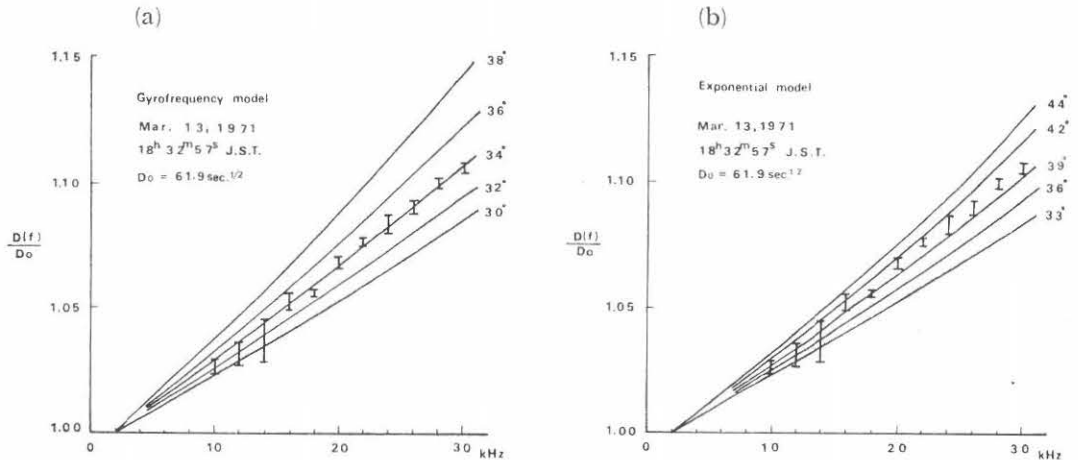 (a)
1.15
1.10
1.05
1.00
D(f)
Do
Gyrofrequency model
Mar. 13, 1971
18h 32m 57s J.S.T.
Do = 61.9 sec.1/2
38°
36°
34°
32°
30°
0
10
20
30
kHz
(b)
1.15
1.10
1.05
1.00
D(f)
Do
Exponential model
Mar. 13, 1971
18h 32m 57s J.S.T.
Do = 61.9 sec1/2
44°
42°
39°
36°
33°
0
10
20
30
kHz